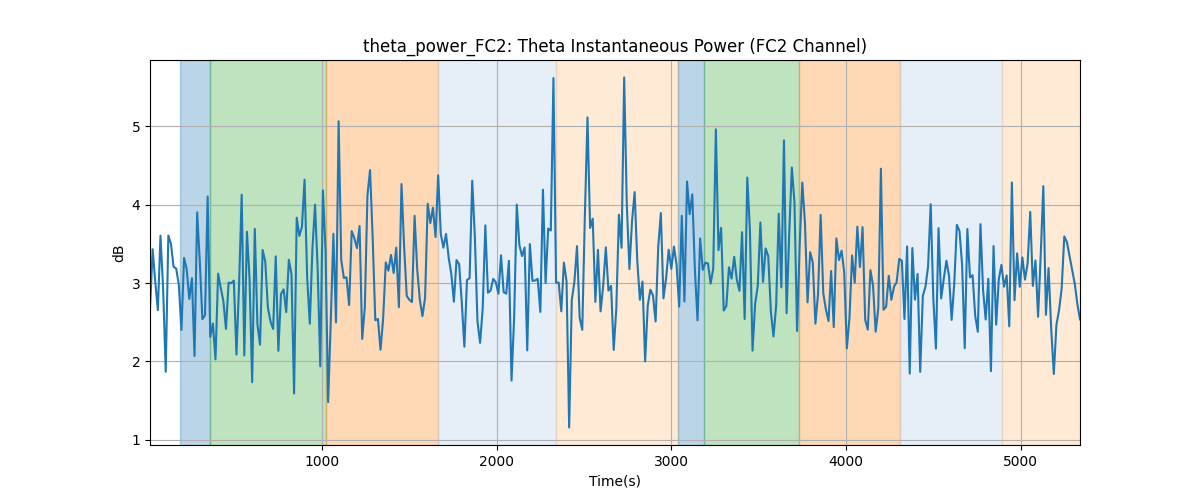 theta_power_FC2: Theta Instantaneous Power (FC2 Channel)
5
4
3
2
1
dB
1000 2000 3000 4000 5000
Time(s)